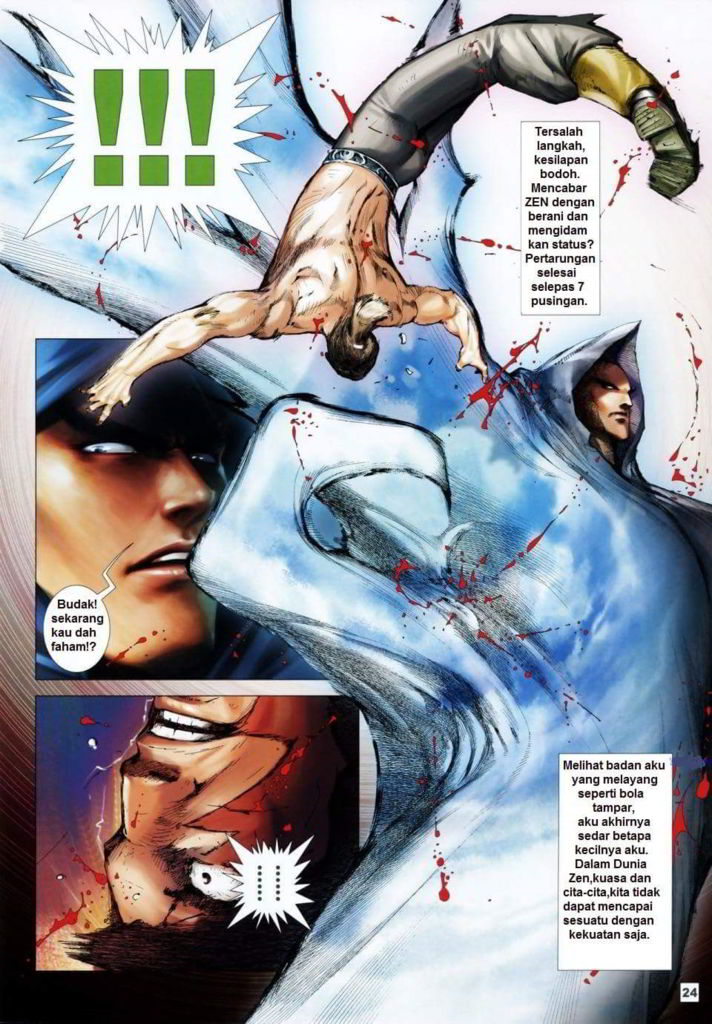 !!!
Tersalah
langkah,
kesilapan
bodoh.
Mencabar
ZEN dengan
berani dan
mengidam
kan status?
Pertarungan
selesai
selepas 7
pusingan.
Budak!
sekarang
kau dah
faham!?
Melihat badan aku
yang melayang
seperti bola
tampar,
aku akhirnya
sedar betapa
kecilnya aku.
Dalam Dunia
Zen,kuasa dan
cita-cita,kita tidak
dapat mencapai
sesuatu dengan
kekuatan saja.
24